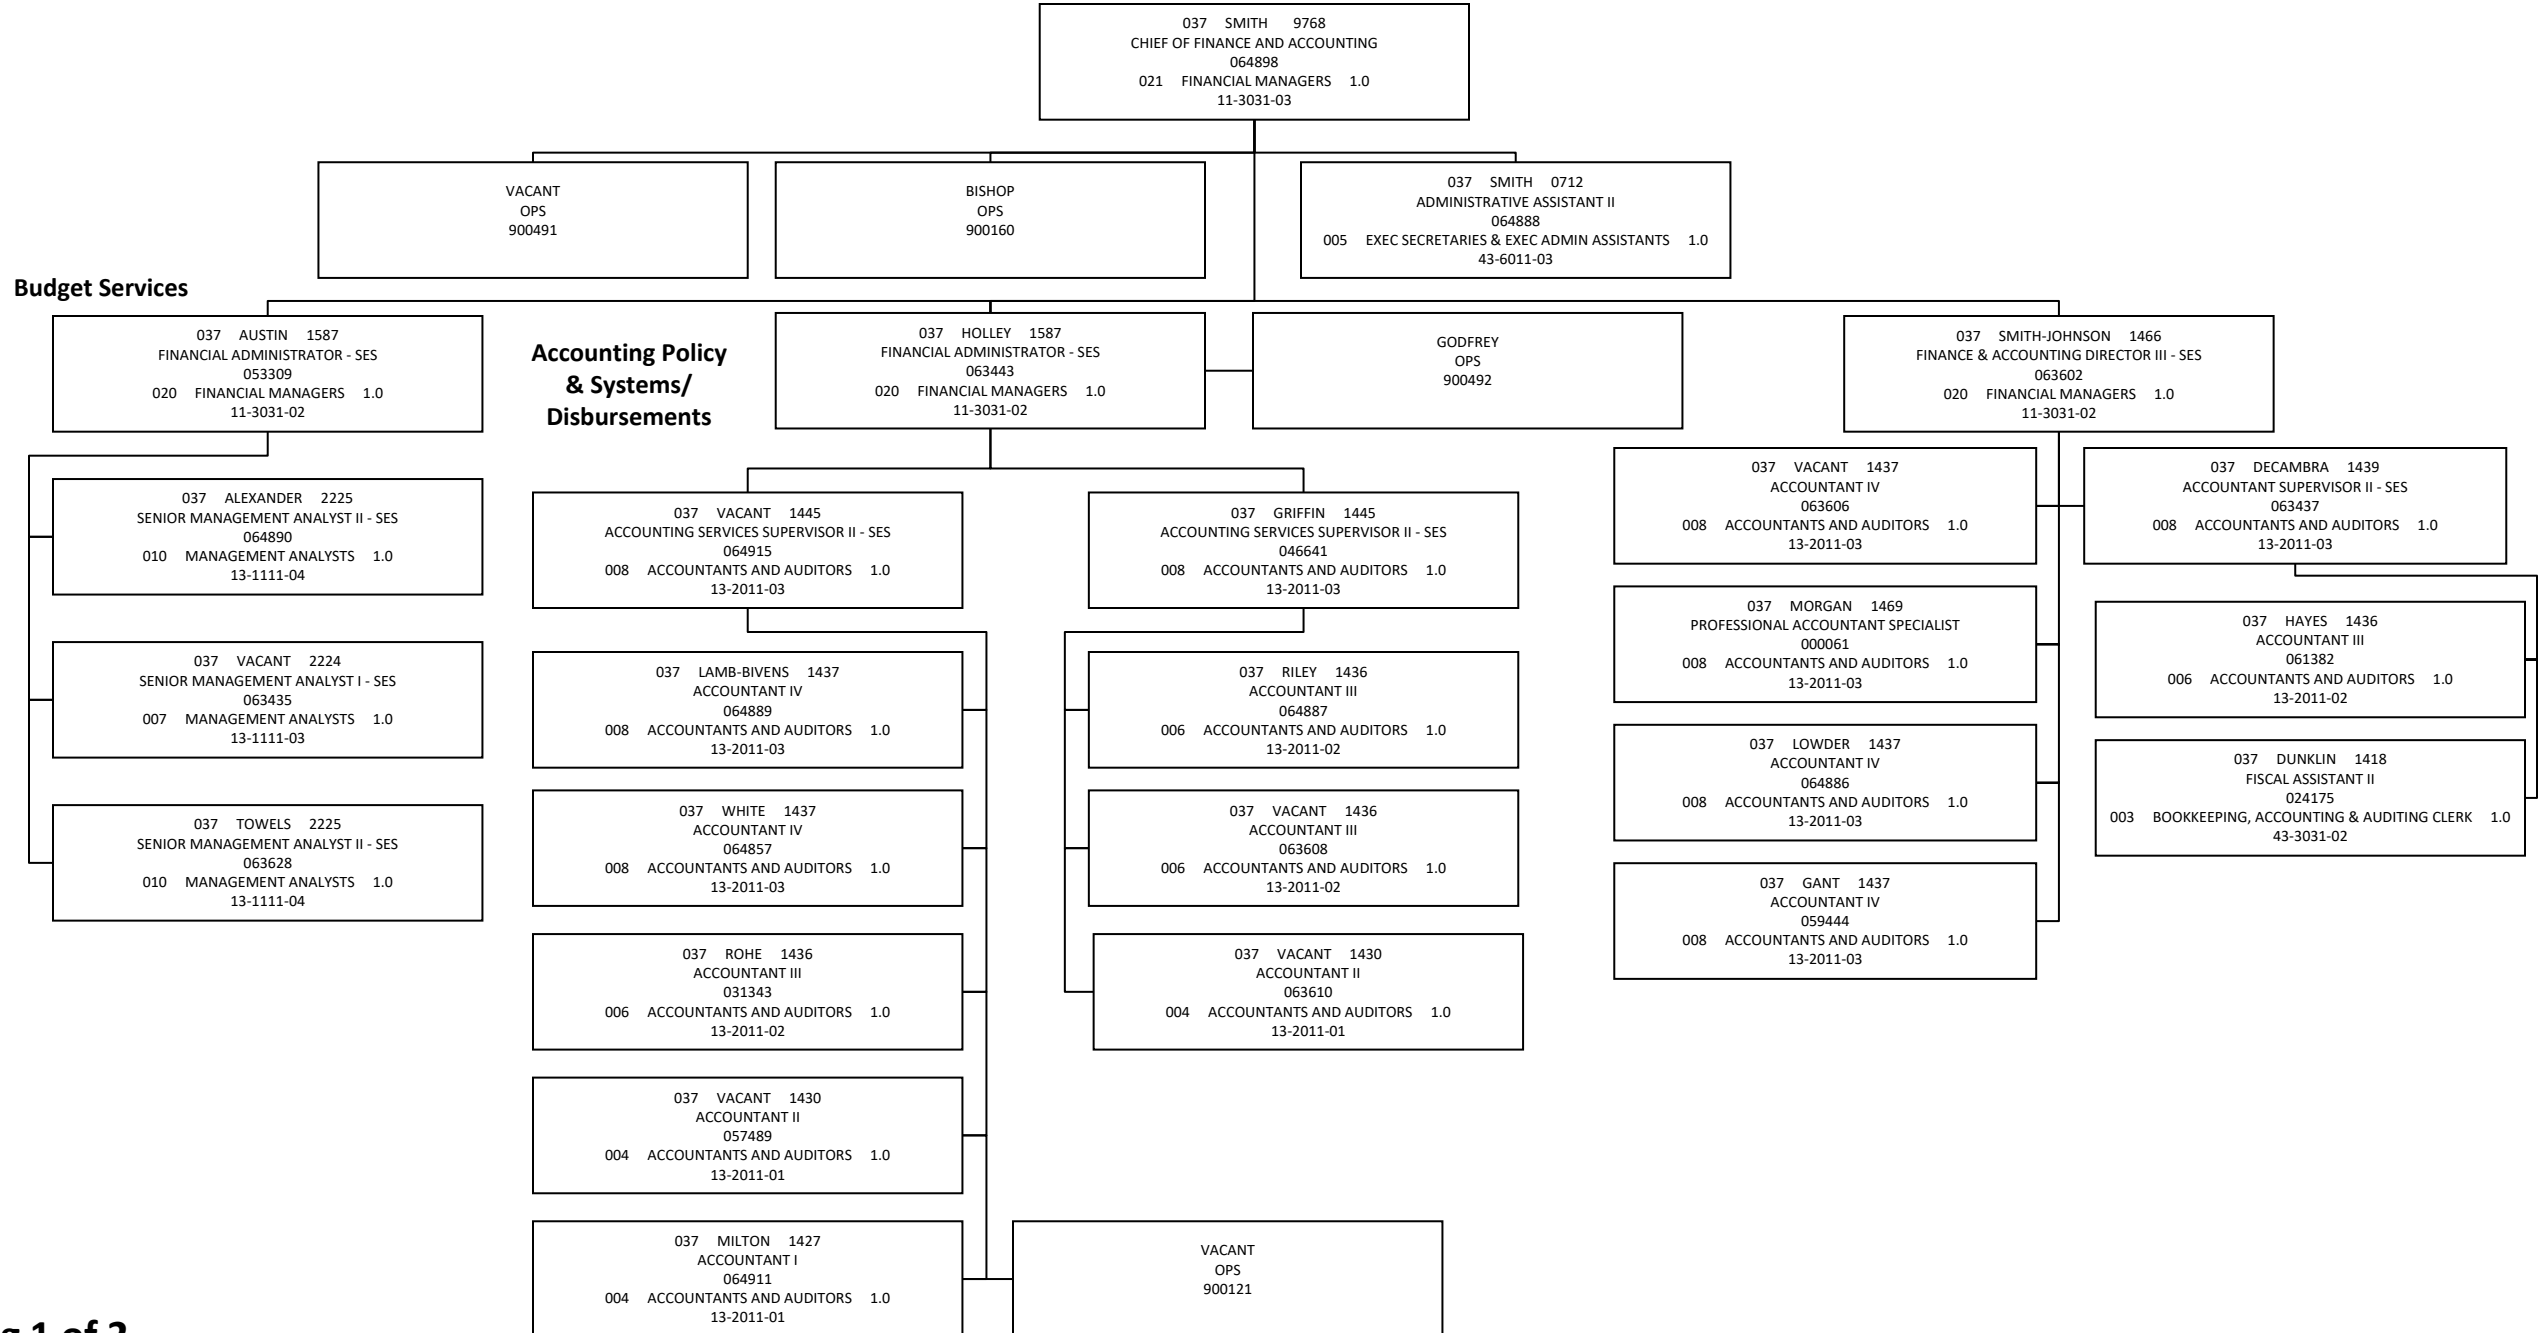 037 SMITH 9768
CHIEF OF FINANCE AND ACCOUNTING
064898
021 FINANCIAL MANAGERS 1.0
11-3031-03
VACANT
OPS
900491
BISHOP
OPS
900160
037 SMITH 0712
ADMINISTRATIVE ASSISTANT II
064888
005 EXEC SECRETARIES & EXEC ADMIN ASSISTANTS 1.0
43-6011-03
Budget Services
037 AUSTIN 1587
FINANCIAL ADMINISTRATOR - SES
053309
020 FINANCIAL MANAGERS 1.0
11-3031-02
Accounting Policy
& Systems/
Disbursements
037 HOLLEY 1587
FINANCIAL ADMINISTRATOR - SES
063443
020 FINANCIAL MANAGERS 1.0
11-3031-02
GODFREY
OPS
900492
037 SMITH-JOHNSON 1466
FINANCE & ACCOUNTING DIRECTOR III - SES
063602
020 FINANCIAL MANAGERS 1.0
11-3031-02
037 ALEXANDER 2225
SENIOR MANAGEMENT ANALYST II - SES
064890
010 MANAGEMENT ANALYSTS 1.0
13-1111-04
037 VACANT 2224
SENIOR MANAGEMENT ANALYST I - SES
063435
007 MANAGEMENT ANALYSTS 1.0
13-1111-03
037 TOWELS 2225
SENIOR MANAGEMENT ANALYST II - SES
063628
010 MANAGEMENT ANALYSTS 1.0
13-1111-04
037 VACANT 1445
ACCOUNTING SERVICES SUPERVISOR II - SES
064915
008 ACCOUNTANTS AND AUDITORS 1.0
13-2011-03
037 LAMB-BIVENS 1437
ACCOUNTANT IV
064889
008 ACCOUNTANTS AND AUDITORS 1.0
13-2011-03
037 WHITE 1437
ACCOUNTANT IV
064857
008 ACCOUNTANTS AND AUDITORS 1.0
13-2011-03
037 ROHE 1436
ACCOUNTANT III
031343
006 ACCOUNTANTS AND AUDITORS 1.0
13-2011-02
037 VACANT 1430
ACCOUNTANT II
057489
004 ACCOUNTANTS AND AUDITORS 1.0
13-2011-01
037 MILTON 1427
ACCOUNTANT I
064911
004 ACCOUNTANTS AND AUDITORS 1.0
13-2011-01
VACANT
OPS
900121
037 GRIFFIN 1445
ACCOUNTING SERVICES SUPERVISOR II - SES
046641
008 ACCOUNTANTS AND AUDITORS 1.0
13-2011-03
037 RILEY 1436
ACCOUNTANT III
064887
006 ACCOUNTANTS AND AUDITORS 1.0
13-2011-02
037 VACANT 1436
ACCOUNTANT III
063608
006 ACCOUNTANTS AND AUDITORS 1.0
13-2011-02
037 VACANT 1430
ACCOUNTANT II
063610
004 ACCOUNTANTS AND AUDITORS 1.0
13-2011-01
037 VACANT 1437
ACCOUNTANT IV
063606
008 ACCOUNTANTS AND AUDITORS 1.0
13-2011-03
037 MORGAN 1469
PROFESSIONAL ACCOUNTANT SPECIALIST
000061
008 ACCOUNTANTS AND AUDITORS 1.0
13-2011-03
037 LOWDER 1437
ACCOUNTANT IV
064886
008 ACCOUNTANTS AND AUDITORS 1.0
13-2011-03
037 GANT 1437
ACCOUNTANT IV
059444
008 ACCOUNTANTS AND AUDITORS 1.0
13-2011-03
037 DECAMBRA 1439
ACCOUNTANT SUPERVISOR II - SES
063437
008 ACCOUNTANTS AND AUDITORS 1.0
13-2011-03
037 HAYES 1436
ACCOUNTANT III
061382
006 ACCOUNTANTS AND AUDITORS 1.0
13-2011-02
037 DUNKLIN 1418
FISCAL ASSISTANT II
024175
003 BOOKKEEPING, ACCOUNTING & AUDITING CLERK 1.0
43-3031-02
1 of 2